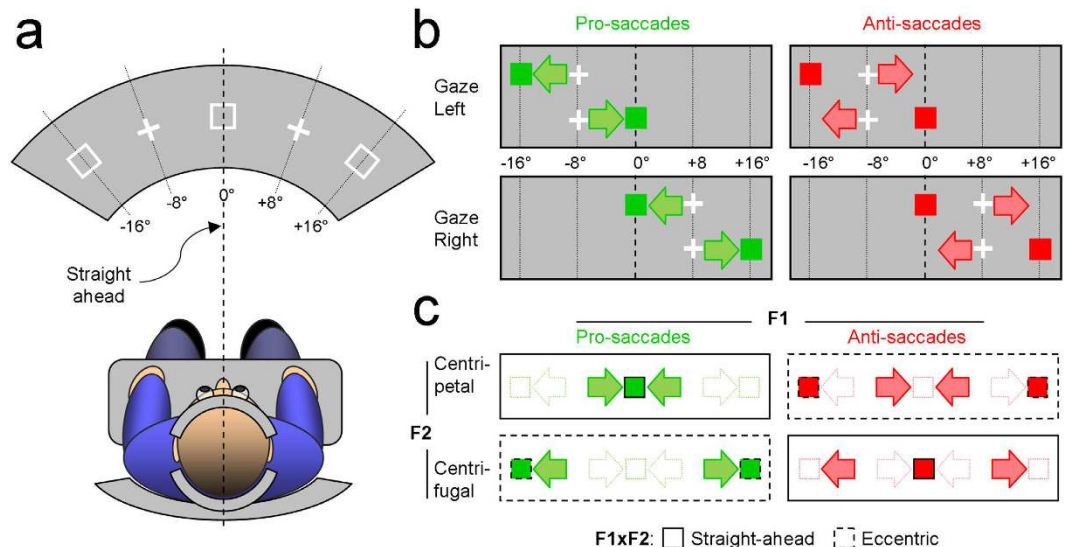 a
-16°
-8°
0°
+8°
+16°
Straight
ahead
b
Pro-saccades
Anti-saccades
Gaze
Left
-16°
-8°
0°
+8°
+16°
-16°
-8°
0°
+8°
+16°
Gaze
Right
c
F1
Pro-saccades
Anti-saccades
F2
Centri-
petal
Centri-
fugal
F1xF2: Straight-ahead Eccentric